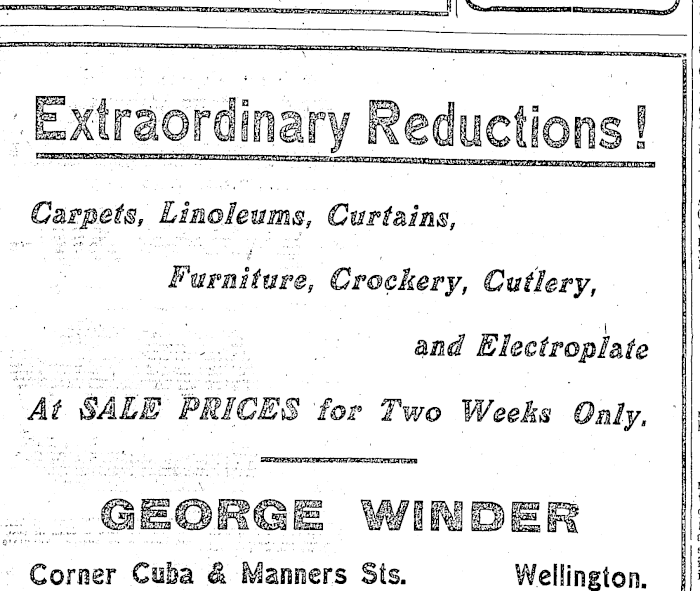 Extraordinary Reductions!
Carpets, Linoleums, Curtains,
Furniture, Crockery, Cutlery,
and Electroplate
At SALE PRICES for Two Weeks Only.
GEORGE WINDER
Corner Cuba & Manners Sts. Wellington.